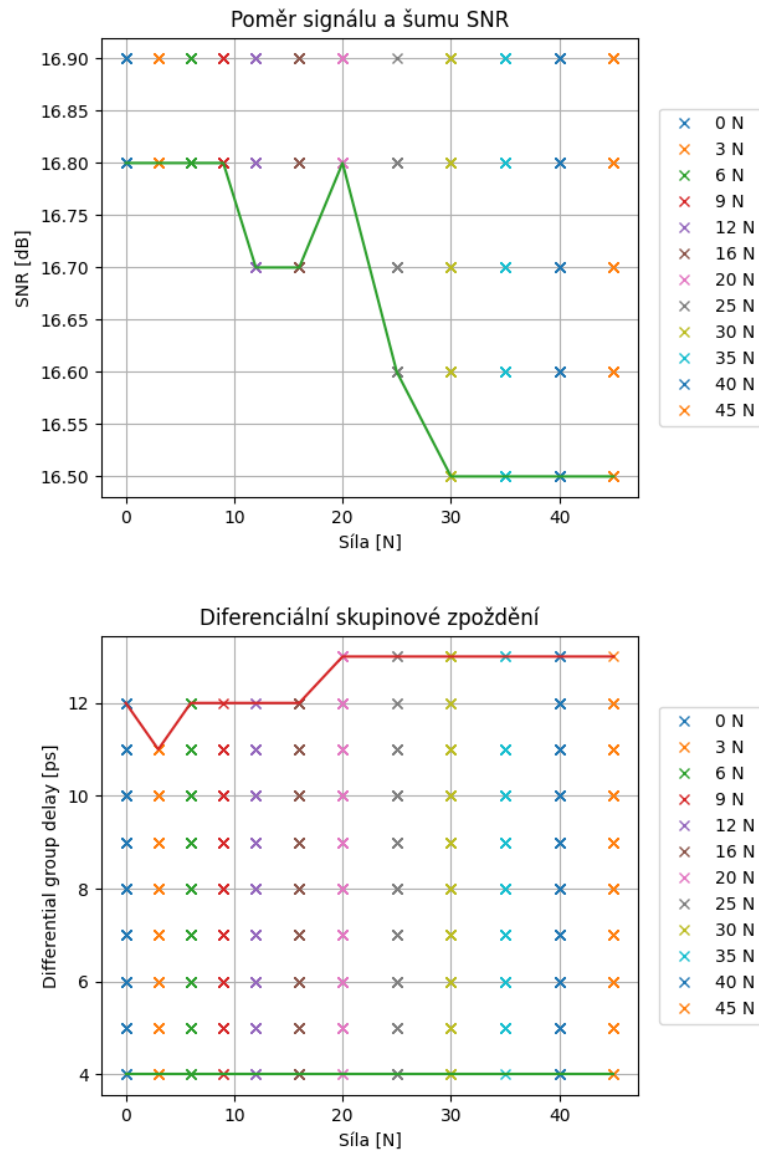 Poměr signálu a šumu SNR
16.90
16.85
16.80
16.75
16.70
16.65
16.60
16.55
16.50
SNR [dB]
0 10 20 30 40
Síla [N]
0 N
3 N
6 N
9 N
12 N
16 N
20 N
25 N
30 N
35 N
40 N
45 N
Diferenciální skupinové zpoždění
12
10
8
6
4
Differential group delay [ps]
0 10 20 30 40
Síla [N]
0 N
3 N
6 N
9 N
12 N
16 N
20 N
25 N
30 N
35 N
40 N
45 N